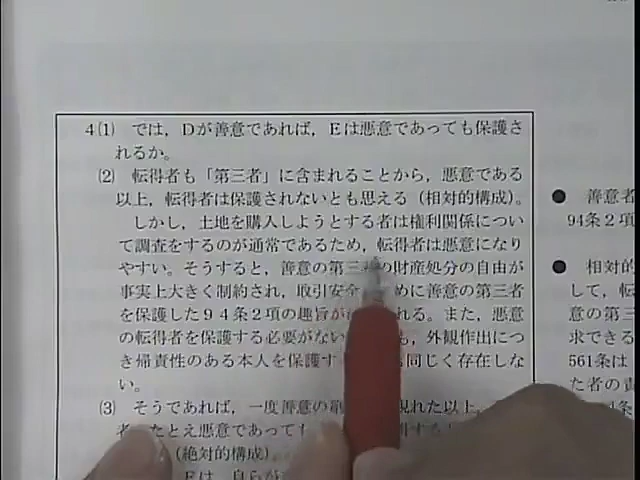 4(1) では，Dが善意であれば，Eは悪意であっても保護さ
れるか。
(2) 転得者も「第三者」に含まれることから，悪意である
以上，転得者は保護されないとも思える（相対的構成）。
しかし，土地を購入しようとする者は権利関係につい
て調査をするのが通常であるため，転得者は悪意になり
やすい。そうすると，善意の第三者の財産処分の自由が
事実上大きく制約され，取引安全 めに善意の第三者
を保護した９４条２項の趣旨が れる。また，悪意
の転得者を保護する必要がない も，外観作出につ
き帰責性のある本人を保護す も同じく存在しな
い。
(3) そうであれば，一度善意の 現れた以上，
たとえ悪意であっても
（絶対的構成）。
Eは，自らが
● 善意者
94条２項
● 相対的
して，転
意の第三
求できる
561条は
た者の責